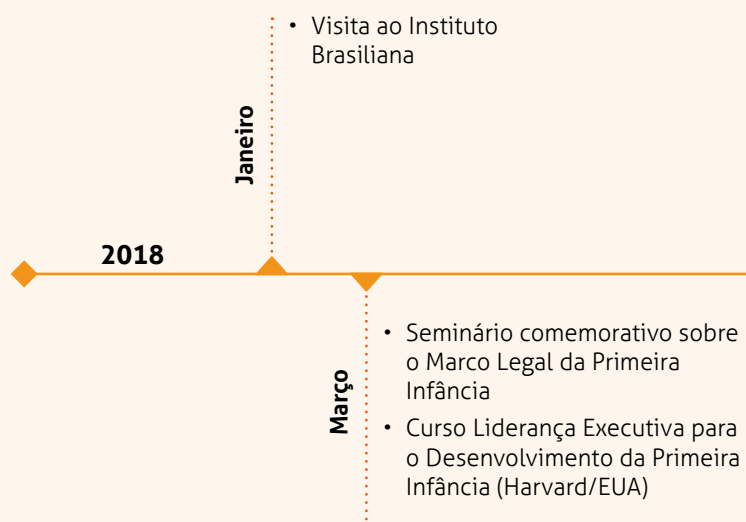 • Visita ao Instituto
Brasiliana
Janeiro
2018
• Seminário comemorativo sobre
o Marco Legal da Primeira
Infância
Março
• Curso Liderança Executiva para
o Desenvolvimento da Primeira
Infância (Harvard/EUA)